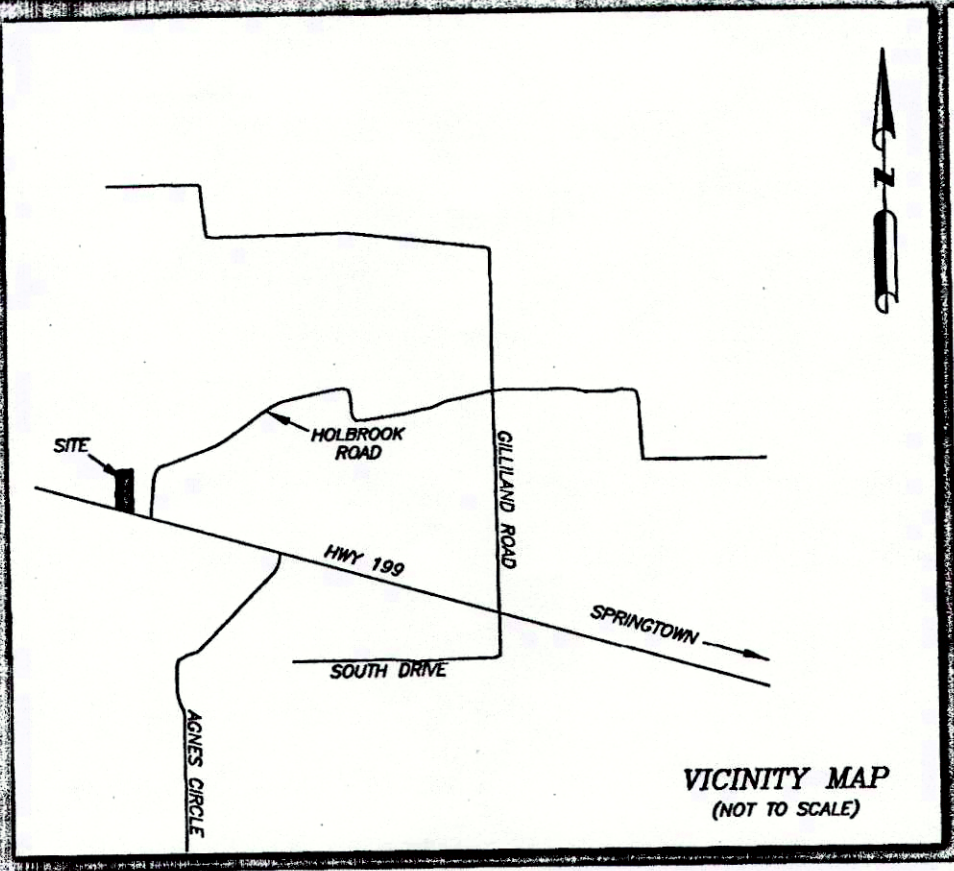 N
HOLBROOK
ROAD
SITE
GILLILAND ROAD
HWY 199
SPRINGTOWN
SOUTH DRIVE
AGNES CIRCLE
VICINITY MAP
(NOT TO SCALE)